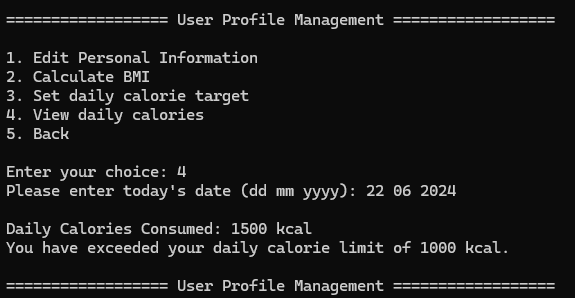 ================== User Profile Management ==================
1. Edit Personal Information
2. Calculate BMI
3. Set daily calorie target
4. View daily calories
5. Back
Enter your choice: 4
Please enter today's date (dd mm yyyy): 22 06 2024
Daily Calories Consumed: 1500 kcal
You have exceeded your daily calorie limit of 1000 kcal.
================== User Profile Management ==================